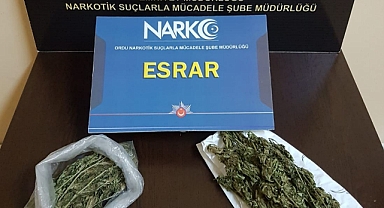 NARKOTİK SUÇLARLA MÜCADELE ŞUBE MÜDÜRLÜĞÜ
NARKO
ORDU NARKOTİK SUÇLARLA MÜCADELE ŞUBE MÜDÜRLÜĞÜ
ESRAR